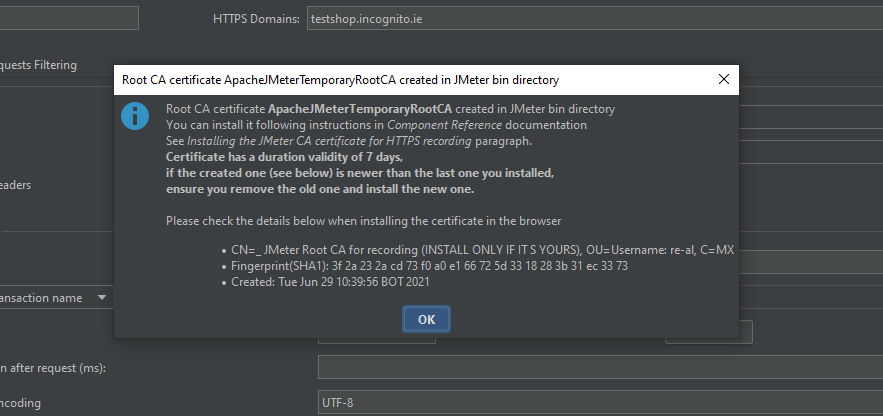 HTTPS Domains: testshop.incognito.ie
quests Filtering
Root CA certificate ApacheJMeterTemporaryRootCA created in JMeter bin directory
Root CA certificate ApacheJMeterTemporaryRootCA created in JMeter bin directory
You can install it following instructions in Component Reference documentation
See Installing the JMeter CA certificate for HTTPS recording paragraph.
Certificate has a duration validity of 7 days,
if the created one (see below) is newer than the last one you installed,
ensure you remove the old one and install the new one.
eaders
Please check the details below when installing the certificate in the browser
• CN=_ JMeter Root CA for recording (INSTALL ONLY IF IT S YOURS), OU=Username: re-al, C=MX
• Fingerprint(SHA1): 3f 2a 23 2a cd 73 f0 a0 e1 66 72 5d 33 18 28 3b 31 ec 33 73
• Created: Tue Jun 29 10:39:56 BOT 2021
ansaction name
OK
n after request (ms):
ncoding
UTF-8